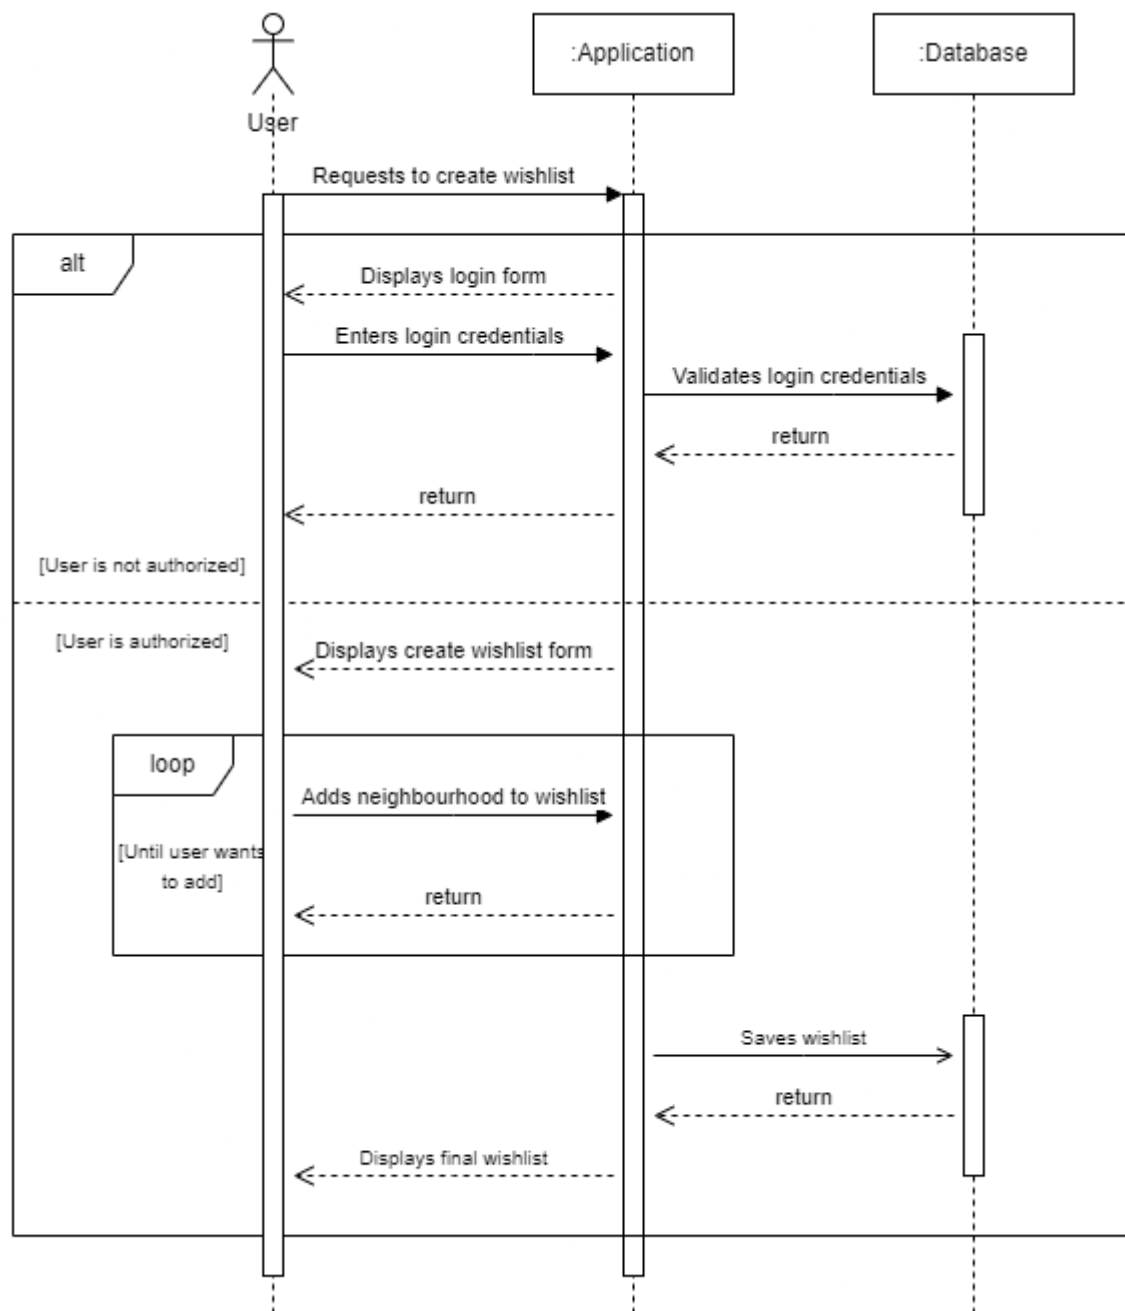 :Application
:Database
User
Requests to create wishlist
alt
Displays login form
Enters login credentials
Validates login credentials
return
return
[User is not authorized]
[User is authorized]
Displays create wishlist form
loop
Adds neighbourhood to wishlist
[Until user wants
to add]
return
Saves wishlist
return
Displays final wishlist